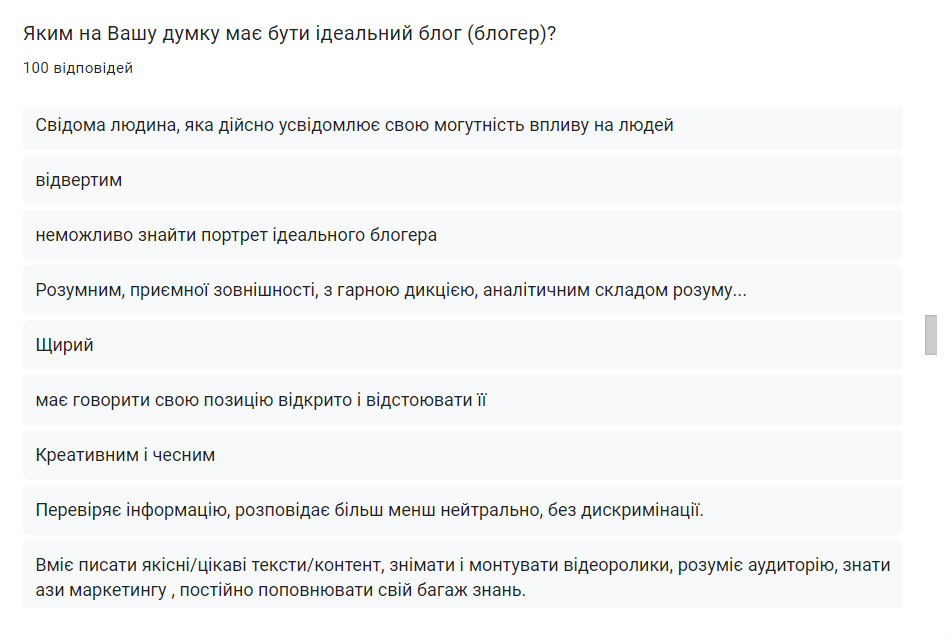 Яким на Вашу думку має бути ідеальний блог (блогер)?
100 відповідей
Свідома людина, яка дійсно усвідомлює свою могутність впливу на людей
відвертим
неможливо знайти портрет ідеального блогера
Розумним, приємної зовнішності, з гарною дикцією, аналітичним складом розуму...
Щирий
має говорити свою позицію відкрито і відстоювати її
Креативним і чесним
Перевіряє інформацію, розповідає більш менш нейтрально, без дискримінації.
Вміє писати якісні/цікаві тексти/контент, знімати і монтувати відеоролики, розуміє аудиторію, знати
ази маркетингу , постійно поповнювати свій багаж знань.